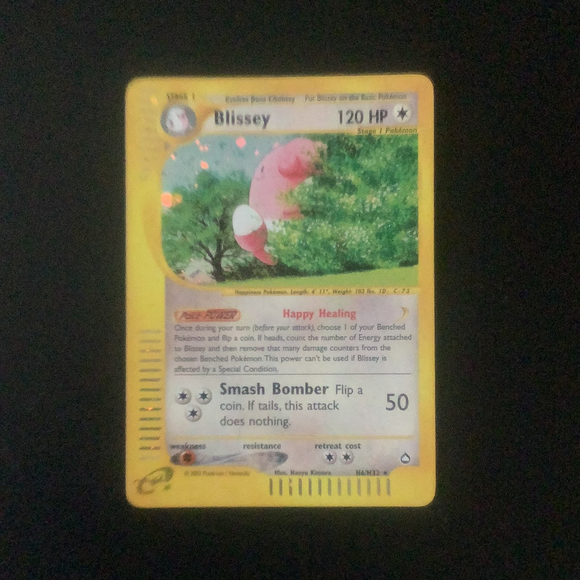 STAGE 1 Evolves from Chansey Put Blissey on the Basic Pokémon
Blissey 120 HP
Stage 1 Pokémon
Happiness Pokémon. Length: 4' 11", Weight: 103 lbs.
Poké-POWER Happy Healing
Once during your turn (before your attack), choose 1 of your Benched
Pokémon and flip a coin. If heads, count the number of Energy attached
to Blissey and then remove that many damage counters from the
chosen Benched Pokémon. This power can't be used if Blissey is
affected by a Special Condition.
Smash Bomber Flip a
coin. If tails, this attack
does nothing.
50
weakness resistance retreat cost
Illus. Naoyo Kimura H4/H32
© 2002 Pokémon / Nintendo
e